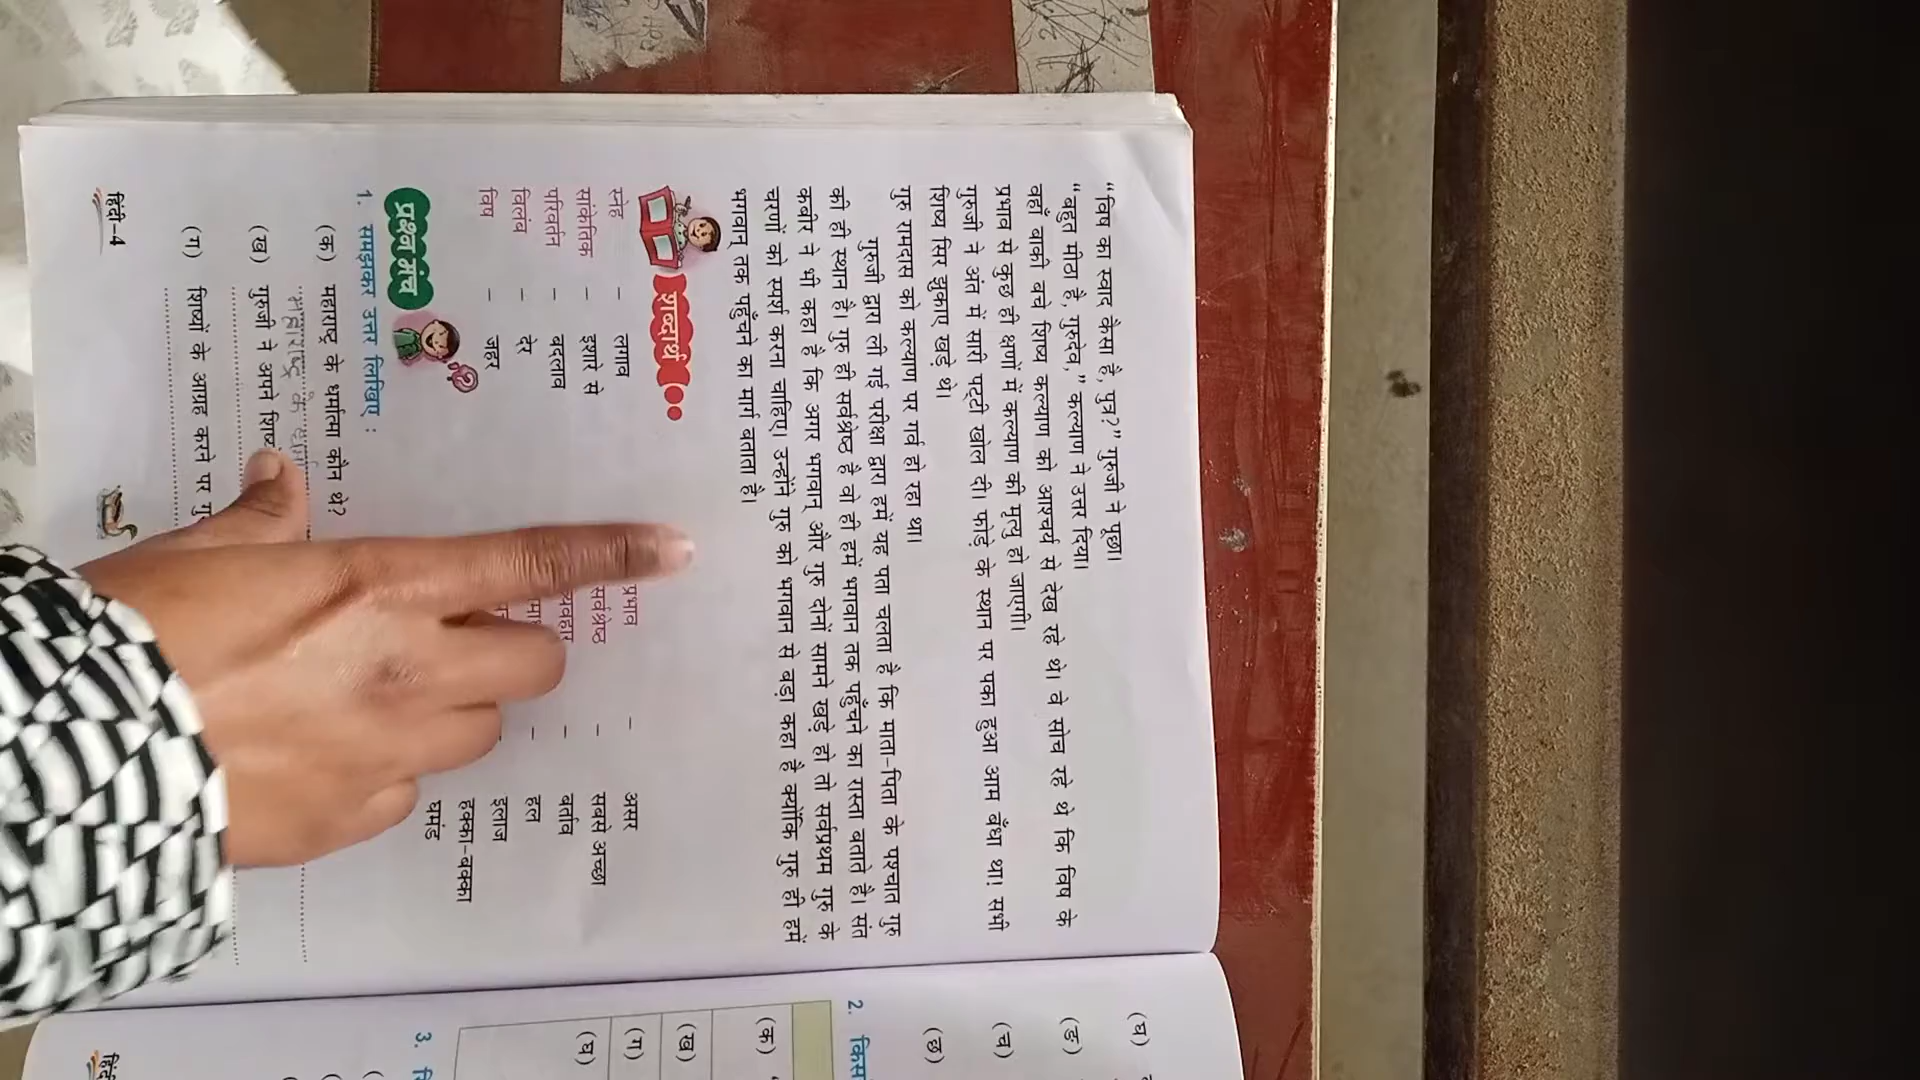 “विष का स्वाद कैसा है, पुत्र?” गुरुजी ने पूछा।
“बहुत मीठा है, गुरुदेव,” कल्याण ने उत्तर दिया।
वहाँ बाकी बचे शिष्य कल्याण को आश्चर्य से देख रहे थे। वे सोच रहे थे कि विष के
प्रभाव से कुछ ही क्षणों में कल्याण की मृत्यु हो जाएगी।
गुरुजी ने अंत में सारी पट्टी खोल दी। फोड़े के स्थान पर पका हुआ आम बँधा था! सभी
शिष्य सिर झुकाए खड़े थे।
गुरु रामदास को कल्याण पर गर्व हो रहा था।
गुरुजी द्वारा ली गई परीक्षा द्वारा हमें यह पता चलता है कि माता-पिता के पश्चात गुरु
का ही स्थान है। गुरु ही सर्वश्रेष्ठ है वो ही हमें भगवान तक पहुँचने का रास्ता बताते हैं। संत
कबीर ने भी कहा है कि अगर भगवान् और गुरु दोनों सामने खड़े हो तो सर्वप्रथम गुरु के
चरणों को स्पर्श करना चाहिए। उन्होंने गुरु को भगवान से बड़ा कहा है क्योंकि गुरु ही हमें
भगवान् तक पहुँचने का मार्ग बताता है।
शब्दार्थ
स्नेह – लगाव प्रभाव – असर
सांकेतिक – इशारे से सर्वश्रेष्ठ – सबसे अच्छा
परिवर्तन – बदलाव – बर्ताव
विलंब – देर – हल
विष – जहर – इलाज
हक्का-बक्का
घमंड
प्रश्न मंच
1. समझकर उत्तर लिखिए :
(क) महाराष्ट्र के धर्मात्मा कौन थे?
महाराष्ट्र के
(ख) गुरुजी ने अपने
(ग) शिष्यों के आग्रह करने पर
हिंदी-4
(घ)
(ङ)
(च)
(छ)
2. किस
(क)
(ख)
(ग)
(घ)
3.